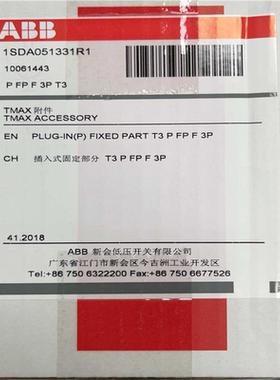 ABB
1SDA051331R1
10061443
P FP F 3P T3
TMAX 附件
TMAX ACCESSORY
EN PLUG-IN(P) FIXED PART T3 P FP F 3P
CH 插入式固定部分 T3 P FP F 3P
41.2018
ABB 新会低压开关有限公司
广东省江门市新会区今古洲工业开发区
Tel:+86 750 6322200 Fax:+86 750 6677526